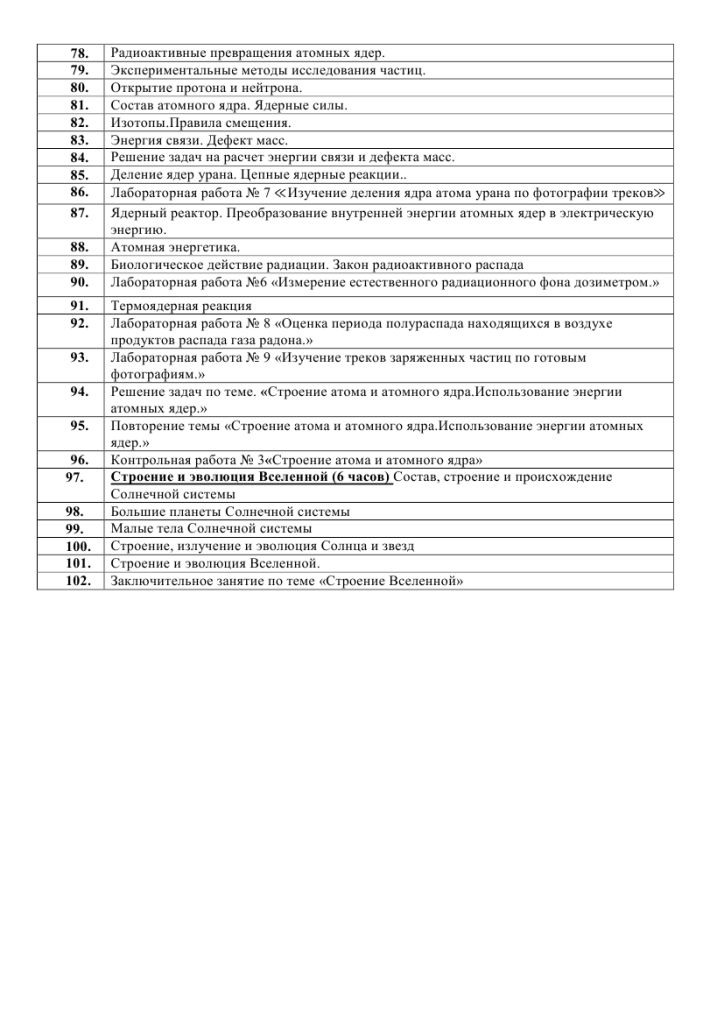 78. Радиоактивные превращения атомных ядер.
79. Экспериментальные методы исследования частиц.
80. Открытие протона и нейтрона.
81. Состав атомного ядра. Ядерные силы.
82. Изотопы.Правила смещения.
83. Энергия связи. Дефект масс.
84. Решение задач на расчет энергии связи и дефекта масс.
85. Деление ядер урана. Цепные ядерные реакции..
86. Лабораторная работа № 7 ≪Изучение деления ядра атома урана по фотографии треков≫
87. Ядерный реактор. Преобразование внутренней энергии атомных ядер в электрическую
энергию.
88. Атомная энергетика.
89. Биологическое действие радиации. Закон радиоактивного распада
90. Лабораторная работа №6 «Измерение естественного радиационного фона дозиметром.»
91. Термоядерная реакция
92. Лабораторная работа № 8 «Оценка периода полураспада находящихся в воздухе
продуктов распада газа радона.»
93. Лабораторная работа № 9 «Изучение треков заряженных частиц по готовым
фотографиям.»
94. Решение задач по теме. «Строение атома и атомного ядра.Использование энергии
атомных ядер.»
95. Повторение темы «Строение атома и атомного ядра.Использование энергии атомных
ядер.»
96. Контрольная работа № 3«Строение атома и атомного ядра»
97. Строение и эволюция Вселенной (6 часов) Состав, строение и происхождение
Солнечной системы
98. Большие планеты Солнечной системы
99. Малые тела Солнечной системы
100. Строение, излучение и эволюция Солнца и звезд
101. Строение и эволюция Вселенной.
102. Заключительное занятие по теме «Строение Вселенной»